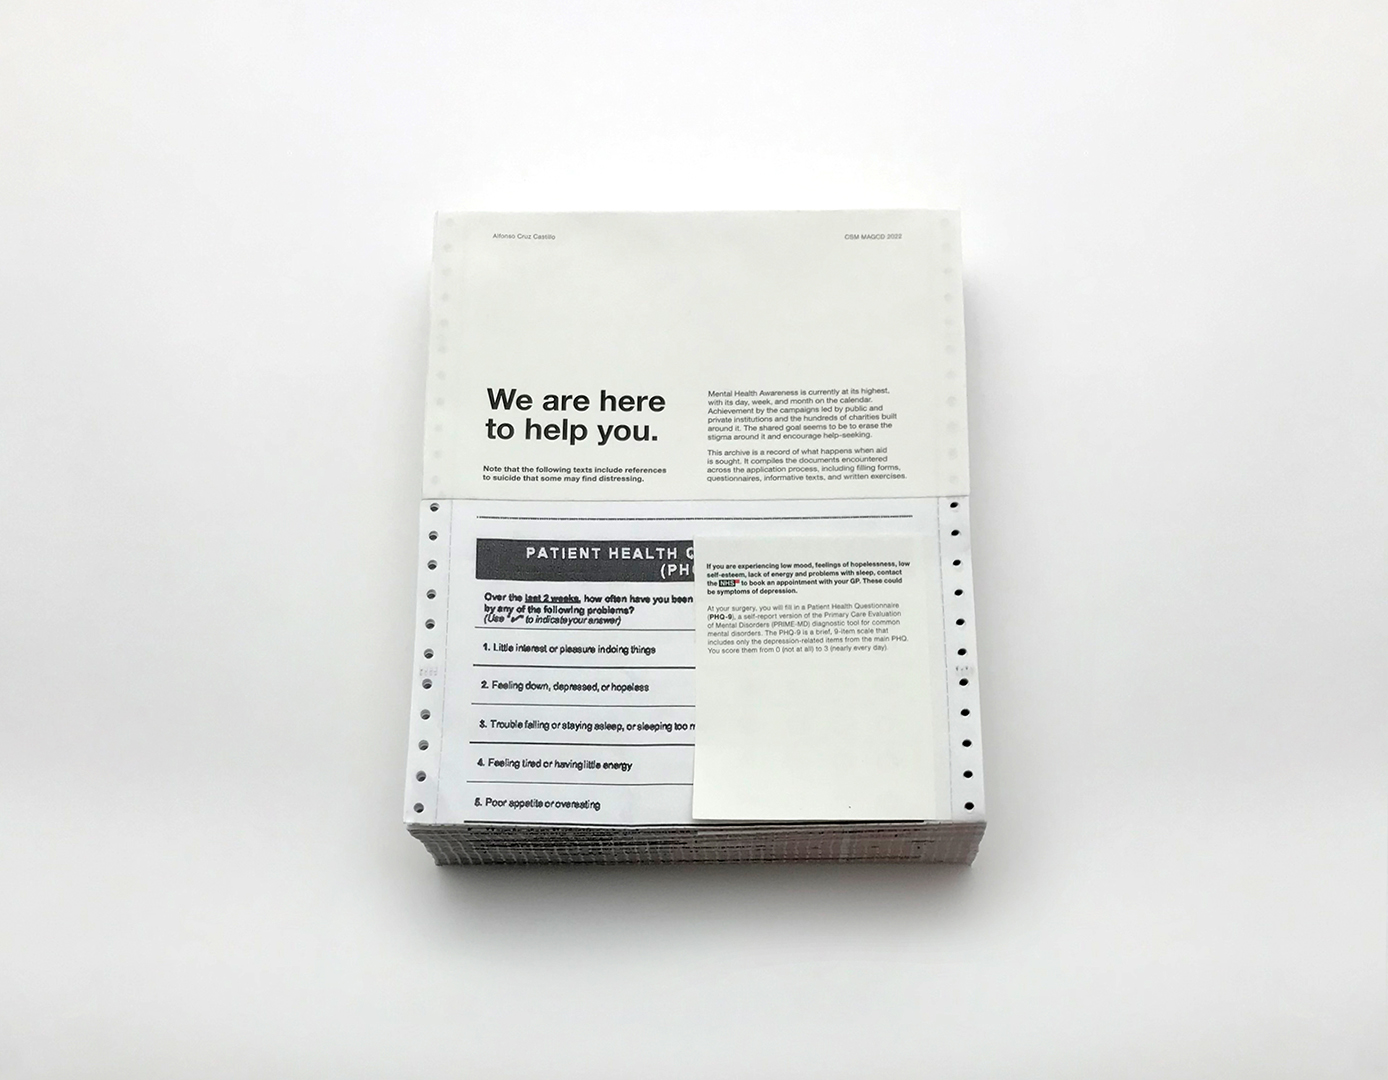 Alfonso Cruz Castillo
CSM MAGCD 2022
We are here
to help you.
Note that the following texts include references
to suicide that some may find distressing.
Mental Health Awareness is currently at its highest,
with its day, week, and month on the calendar.
Achievement by the campaigns led by public and
private institutions and the hundreds of charities built
around it. The shared goal seems to be to erase the
stigma around it and encourage help-seeking.
This archive is a record of what happens when aid
is sought. It compiles the documents encountered
across the application process, including filling forms,
questionnaires, informative texts, and written exercises.
PATIENT HEALTH Q
(PHQ
Over the last 2 weeks, how often have you been
by any of the following problems?
(Use "✔" to indicate your answer)
1. Little interest or pleasure in doing things
2. Feeling down, depressed, or hopeless
3. Trouble falling or staying asleep, or sleeping too m
4. Feeling tired or having little energy
5. Poor appetite or overeating
If you are experiencing low mood, feelings of hopelessness, low
self-esteem, lack of energy and problems with sleep, contact
the NHS to book an appointment with your GP. These could
be symptoms of depression.
At your surgery, you will fill in a Patient Health Questionnaire
(PHQ-9), a self-report version of the Primary Care Evaluation
of Mental Disorders (PRIME-MD) diagnostic tool for common
mental disorders. The PHQ-9 is a brief, 9-item scale that
includes only the depression-related items from the main PHQ.
You score them from 0 (not at all) to 3 (nearly every day).